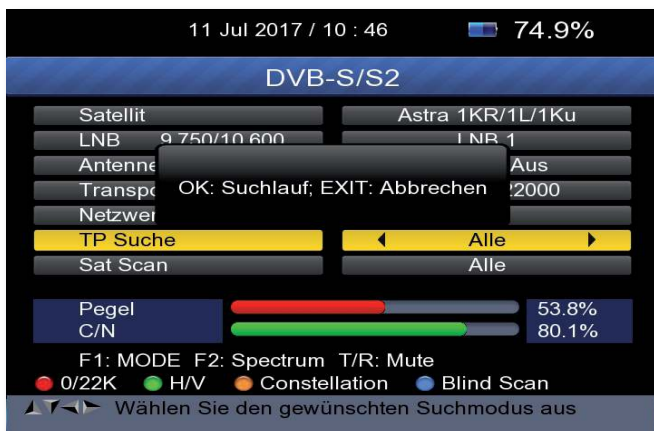 11 Jul 2017 / 10 : 46 74.9%
DVB-S/S2
Satellit Astra 1KR/1L/1Ku
LNB 9.750/10.600 LNB 1
Antenne Aus
OK: Suchlauf; EXIT: Abbrechen
TP Suche Alle
Sat Scan Alle
Pegel 53.8%
C/N 80.1%
F1: MODE F2: Spectrum T/R: Mute
0/22K H/V Constellation Blind Scan
Wählen Sie den gewünschten Suchmodus aus